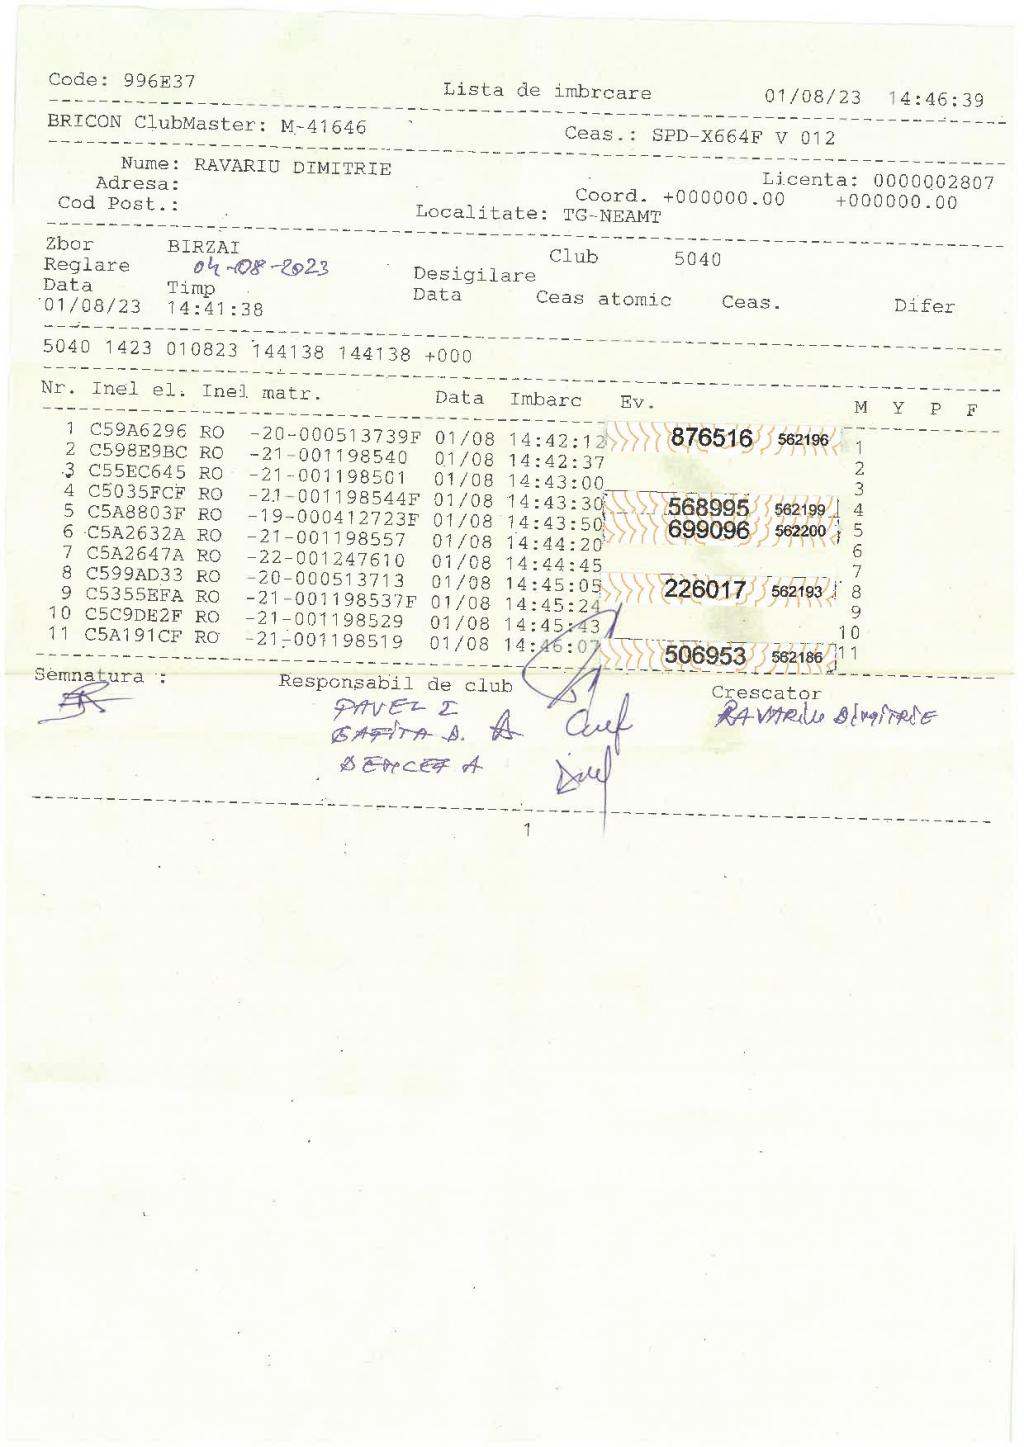 Code: 996E37 Lista de imbrcare 01/08/23 14:46:39
BRICON ClubMaster: M-41646 Ceas.: SPD-X664F V 012
Nume: RAVARIU DIMITRIE Licenta: 0000002807
Adresa: Coord. +000000.00 +000000.00
Cod Post.: Localitate: TG-NEAMT
Zbor BIRZAI Club 5040
Reglare 04-08-2023 Desigilare
Data Timp Data Ceas atomic Ceas. Difer
01/08/23 14:41:38
5040 1423 010823 144138 144138 +000
Nr. Inel el. Inel matr. Data Imbarc Ev. M Y P F
1 C59A6296 RO -20-000513739F 01/08 14:42:12 876516 562196 1
2 C598E9BC RO -21-001198540 01/08 14:42:37 2
3 C55EC645 RO -21-001198501 01/08 14:43:00 3
4 C5035FCF RO -21-001198544F 01/08 14:43:30 568995 562199 4
5 C5A8803F RO -19-000412723F 01/08 14:43:50 699096 562200 5
6 C5A2632A RO -21-001198557 01/08 14:44:20 6
7 C5A2647A RO -22-001247610 01/08 14:44:45 7
8 C599AD33 RO -20-000513713 01/08 14:45:05 226017 562193 8
9 C5355EFA RO -21-001198537F 01/08 14:45:24 9
10 C5C9DE2F RO -21-001198529 01/08 14:45:43 10
11 C5A191CF RO -21-001198519 01/08 14:46:07 506953 562186 11
Semnatura : Responsabil de club Crescator
PAVEL I RAVARIU DIMITRIE
GAFITA D.
DEMCEA A
1